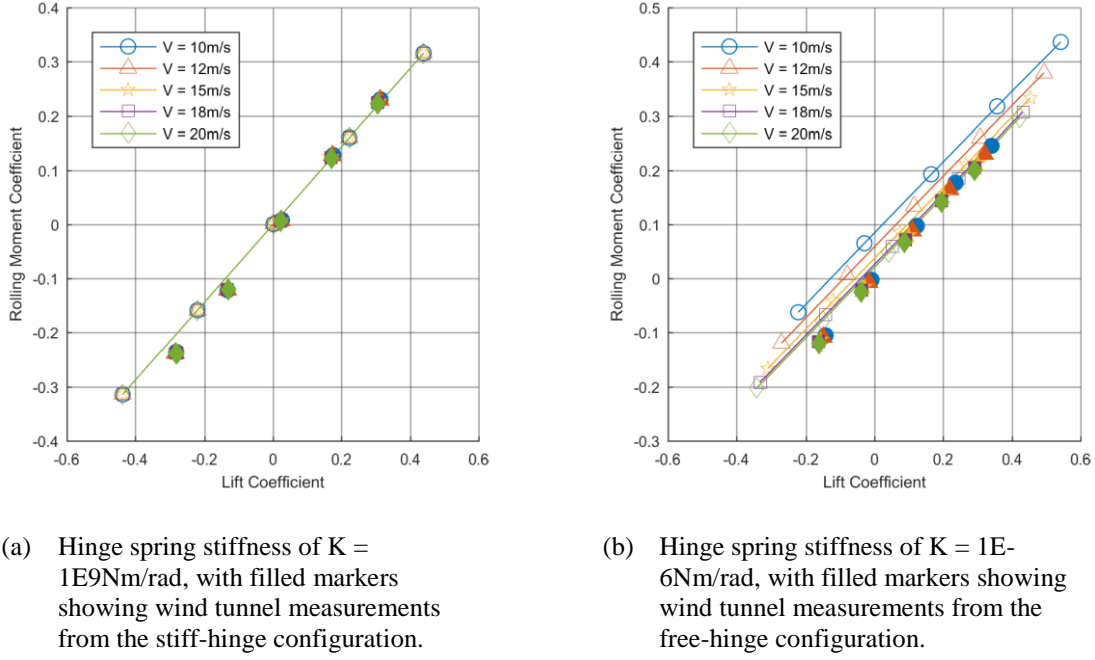 0.4
0.3
0.2
0.1
0
-0.1
-0.2
-0.3
-0.4
Rolling Moment Coefficient
V = 10m/s
V = 12m/s
V = 15m/s
V = 18m/s
V = 20m/s
-0.6 -0.4 -0.2 0 0.2 0.4 0.6
Lift Coefficient
(a) Hinge spring stiffness of K =
1E9Nm/rad, with filled markers
showing wind tunnel measurements
from the stiff-hinge configuration.
0.5
0.4
0.3
0.2
0.1
0
-0.1
-0.2
-0.3
Rolling Moment Coefficient
V = 10m/s
V = 12m/s
V = 15m/s
V = 18m/s
V = 20m/s
-0.6 -0.4 -0.2 0 0.2 0.4 0.6
Lift Coefficient
(b) Hinge spring stiffness of K = 1E-
6Nm/rad, with filled markers showing
wind tunnel measurements from the
free-hinge configuration.